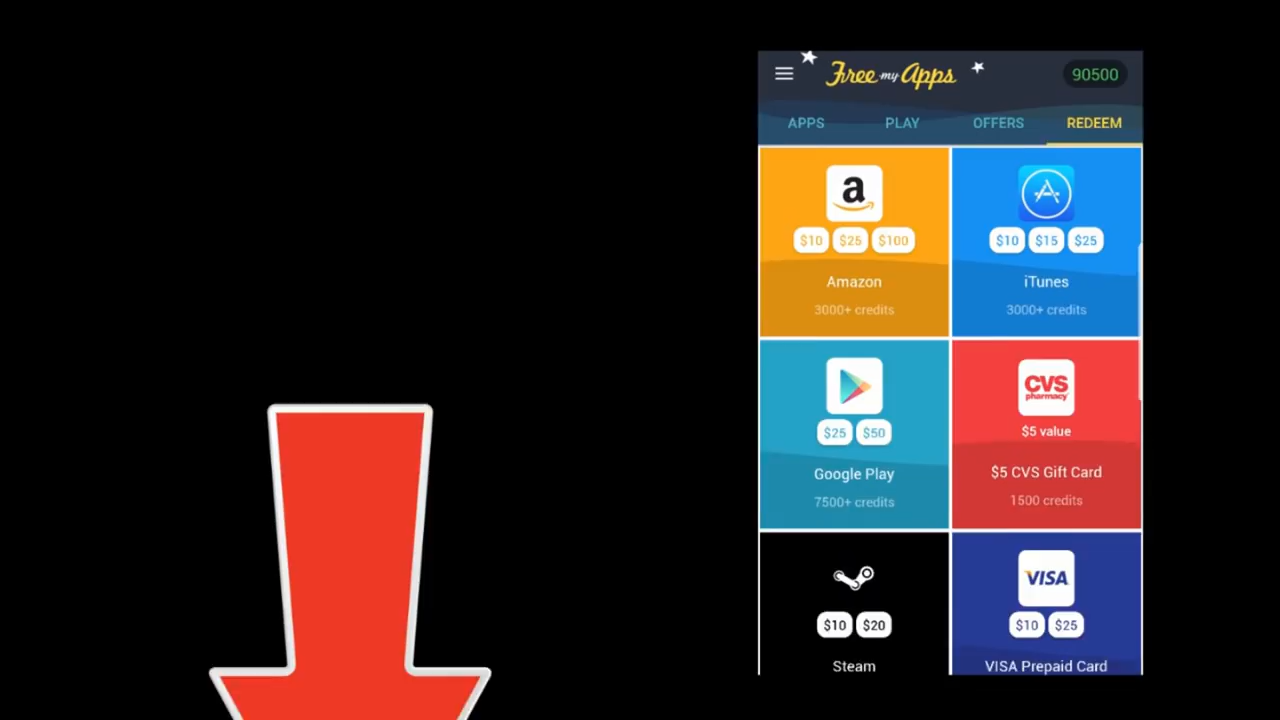 Free my Apps
90500
APPS PLAY OFFERS REDEEM
a
$10 $25 $100
Amazon
3000+ credits
$10 $15 $25
iTunes
3000+ credits
$25 $50
Google Play
7500+ credits
CVS
pharmacy
$5 value
$5 CVS Gift Card
1500 credits
$10 $20
Steam
VISA
$10 $25
VISA Prepaid Card